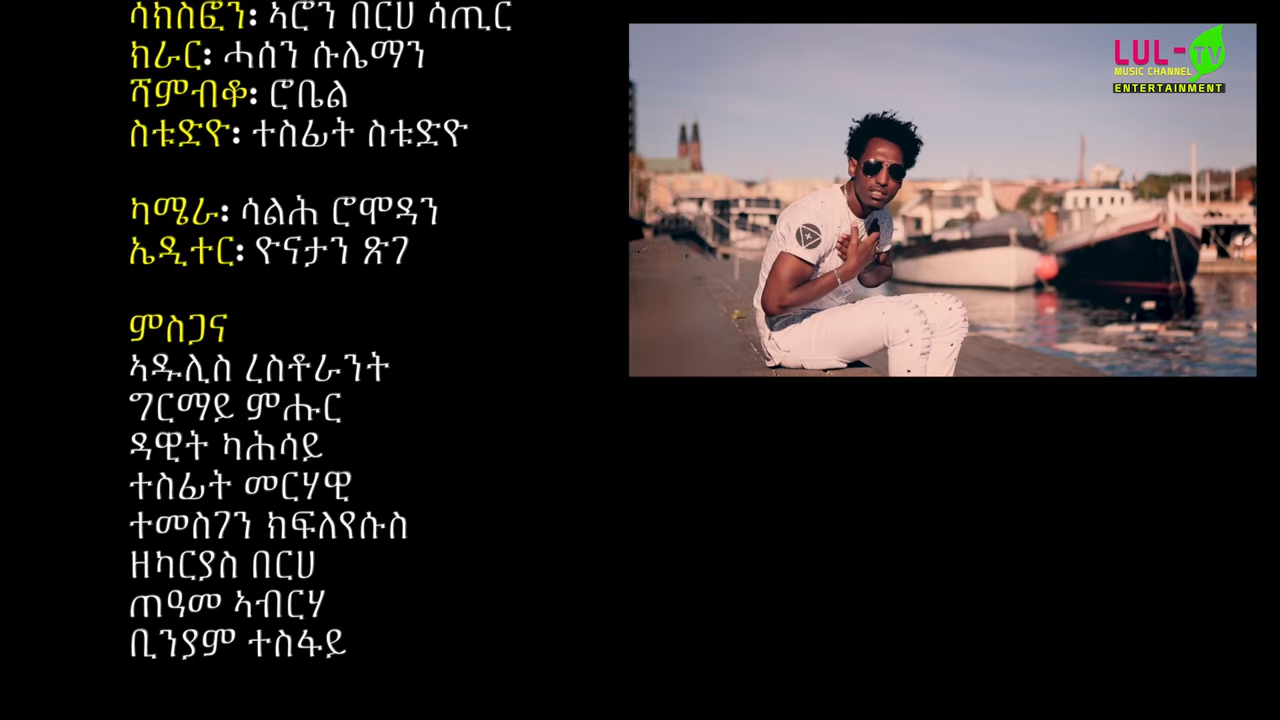 ሳክስፎን፡ ኣሮን በርሀ ሳጢር
ክራር፡ ሓሰን ሱሌማን
ሻምብቆ፡ ሮቤል
ስቱድዮ፡ ተስፊት ስቱድዮ
ካሜራ፡ ሳልሕ ሮሞዳን
ኤዲተር፡ ዮናታን ጽገ
ምስጋና
ኣዱሊስ ረስቶራንት
ግርማይ ምሑር
ዳዊት ካሕሳይ
ተስፊት መርሃዊ
ተመስገን ክፍለየሱስ
ዘካርያስ በርሀ
ጠዓመ ኣብርሃ
ቢንያም ተስፋይ
LUL-TV
MUSIC CHANNEL
ENTERTAINMENT